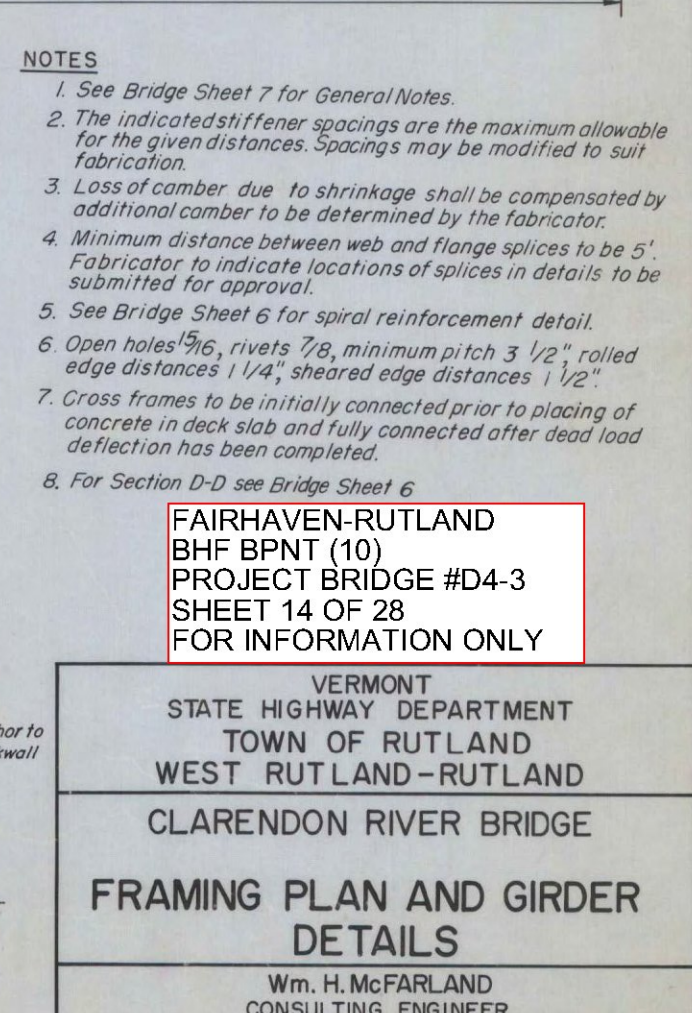 NOTES
1. See Bridge Sheet 7 for General Notes.
2. The indicated stiffener spacings are the maximum allowable
for the given distances. Spacings may be modified to suit
fabrication.
3. Loss of camber due to shrinkage shall be compensated by
additional camber to be determined by the fabricator.
4. Minimum distance between web and flange splices to be 5'.
Fabricator to indicate locations of splices in details to be
submitted for approval.
5. See Bridge Sheet 6 for spiral reinforcement detail.
6. Open holes 15/16, rivets 7/8, minimum pitch 3 1/2", rolled
edge distances 1 1/4", sheared edge distances 1 1/2".
7. Cross frames to be initially connected prior to placing of
concrete in deck slab and fully connected after dead load
deflection has been completed.
8. For Section D-D see Bridge Sheet 6
FAIRHAVEN-RUTLAND
BHF BPNT (10)
PROJECT BRIDGE #D4-3
SHEET 14 OF 28
FOR INFORMATION ONLY
VERMONT
STATE HIGHWAY DEPARTMENT
TOWN OF RUTLAND
WEST RUTLAND-RUTLAND
CLARENDON RIVER BRIDGE
FRAMING PLAN AND GIRDER
DETAILS
Wm. H. McFARLAND
CONSULTING ENGINEER